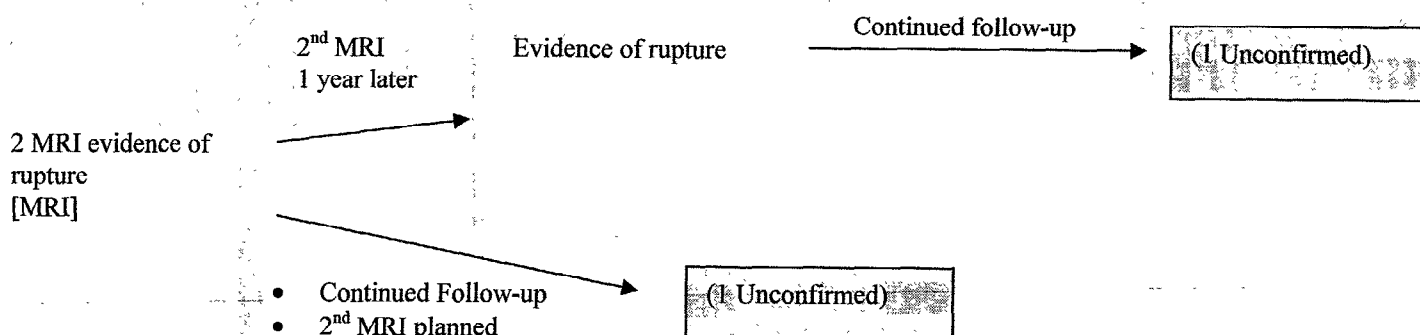 Continued follow-up
2nd MRI Evidence of rupture (1 Unconfirmed)
1 year later
2 MRI evidence of
rupture
[MRI]
• Continued Follow-up (1 Unconfirmed)
• 2nd MRI planned